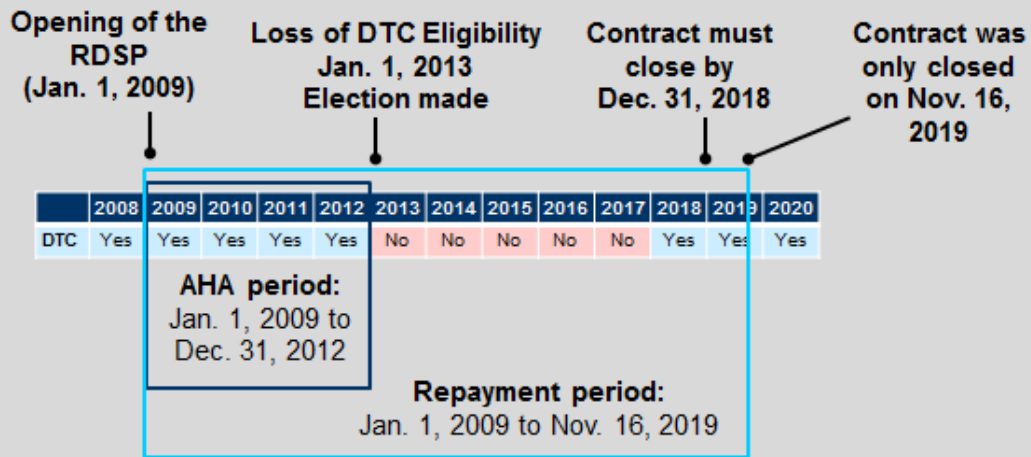 Opening of the
RDSP
(Jan. 1, 2009)
Loss of DTC Eligibility
Jan. 1, 2013
Election made
Contract must
close by
Dec. 31, 2018
Contract was
only closed
on Nov. 16,
2019
2008 2009 2010 2011 2012 2013 2014 2015 2016 2017 2018 2019 2020
DTC Yes Yes Yes Yes Yes No No No No No Yes Yes Yes
AHA period:
Jan. 1, 2009 to
Dec. 31, 2012
Repayment period:
Jan. 1, 2009 to Nov. 16, 2019